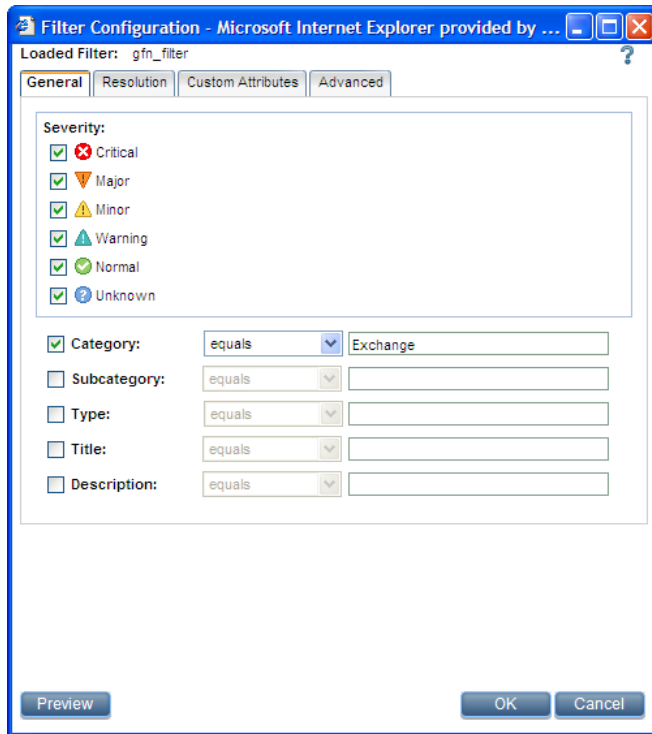 Filter Configuration - Microsoft Internet Explorer provided by ...
Loaded Filter: gfn_filter
?
General Resolution Custom Attributes Advanced
Severity:
Critical
Major
Minor
Warning
Normal
Unknown
Category: equals Exchange
Subcategory: equals
Type: equals
Title: equals
Description: equals
Preview OK Cancel